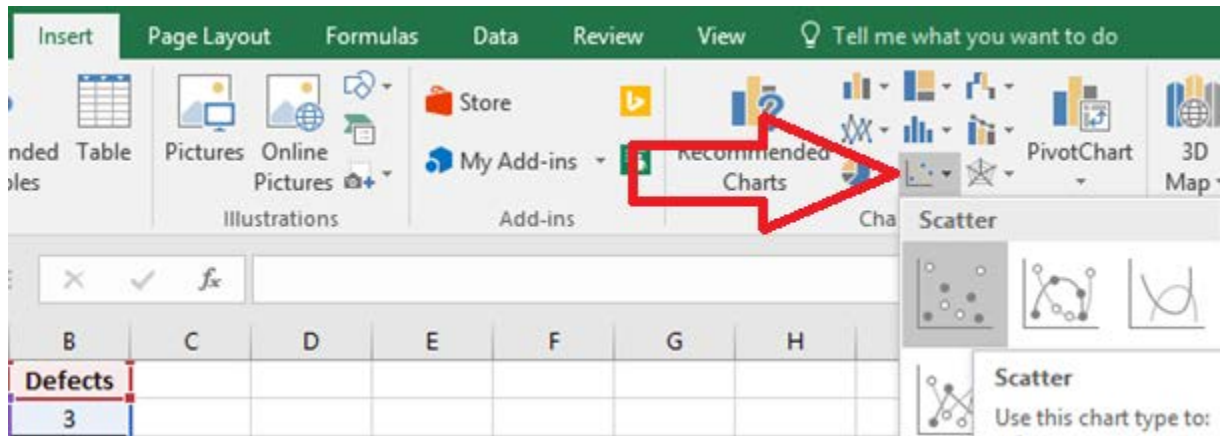 Insert Page Layout Formulas Data Review View Tell me what you want to do
nded Table Pictures Online Pictures Store My Add-ins Recommended Charts PivotChart 3D Map
les
Illustrations Add-ins Cha
Scatter
fx
B C D E F G H
Defects
3
Scatter
Use this chart type to: